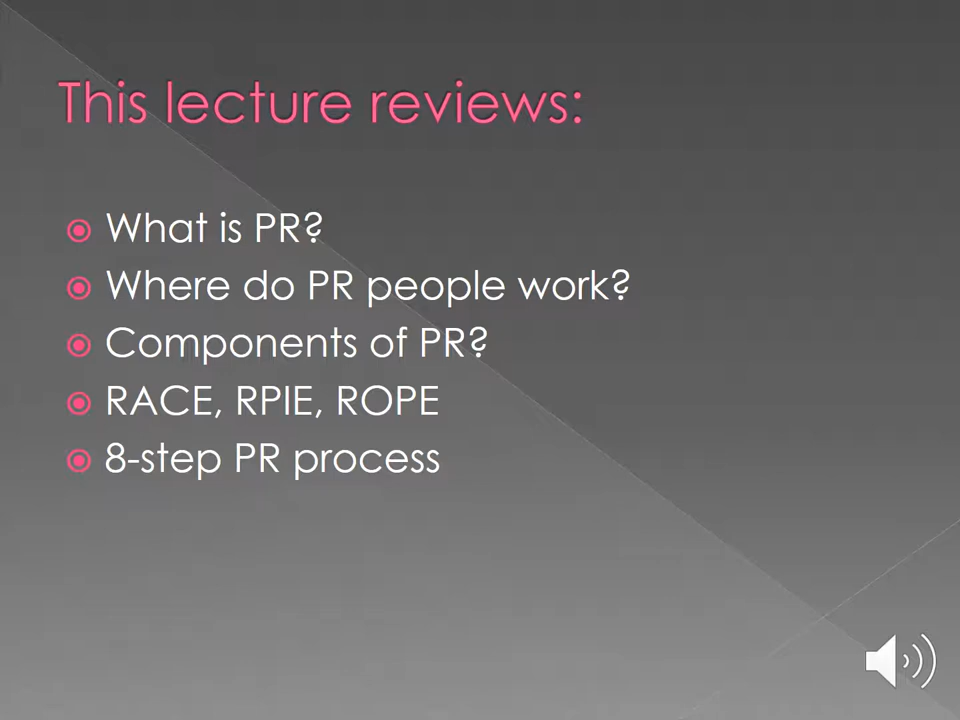 This lecture reviews:
What is PR?
Where do PR people work?
Components of PR?
RACE, RPIE, ROPE
8-step PR process